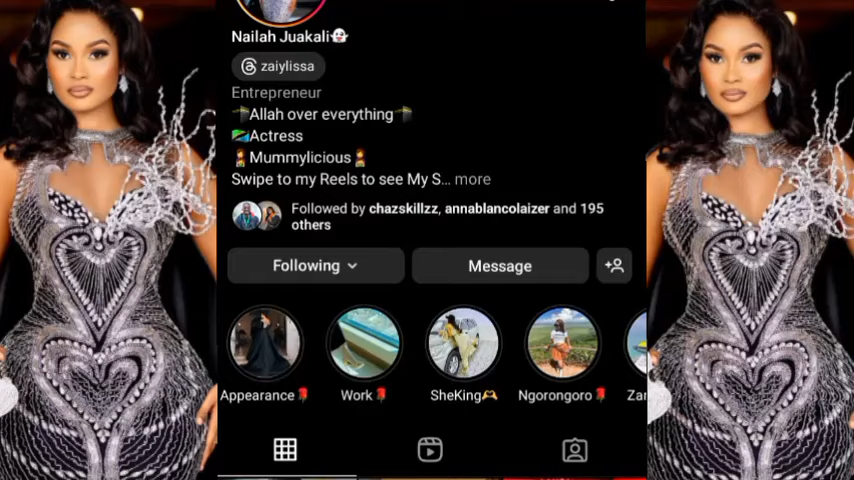 Nailah Juakali👻
zaiylissa
Entrepreneur
🕋Allah over everything🕋
🇹🇿Actress
🤱Mummylicious🤱
Swipe to my Reels to see My S... more
Followed by chazskillzz, annablancolaizer and 195
others
Following Message
Appearance🌹 Work🌹 SheKing🫶 Ngorongoro🌹 Zar